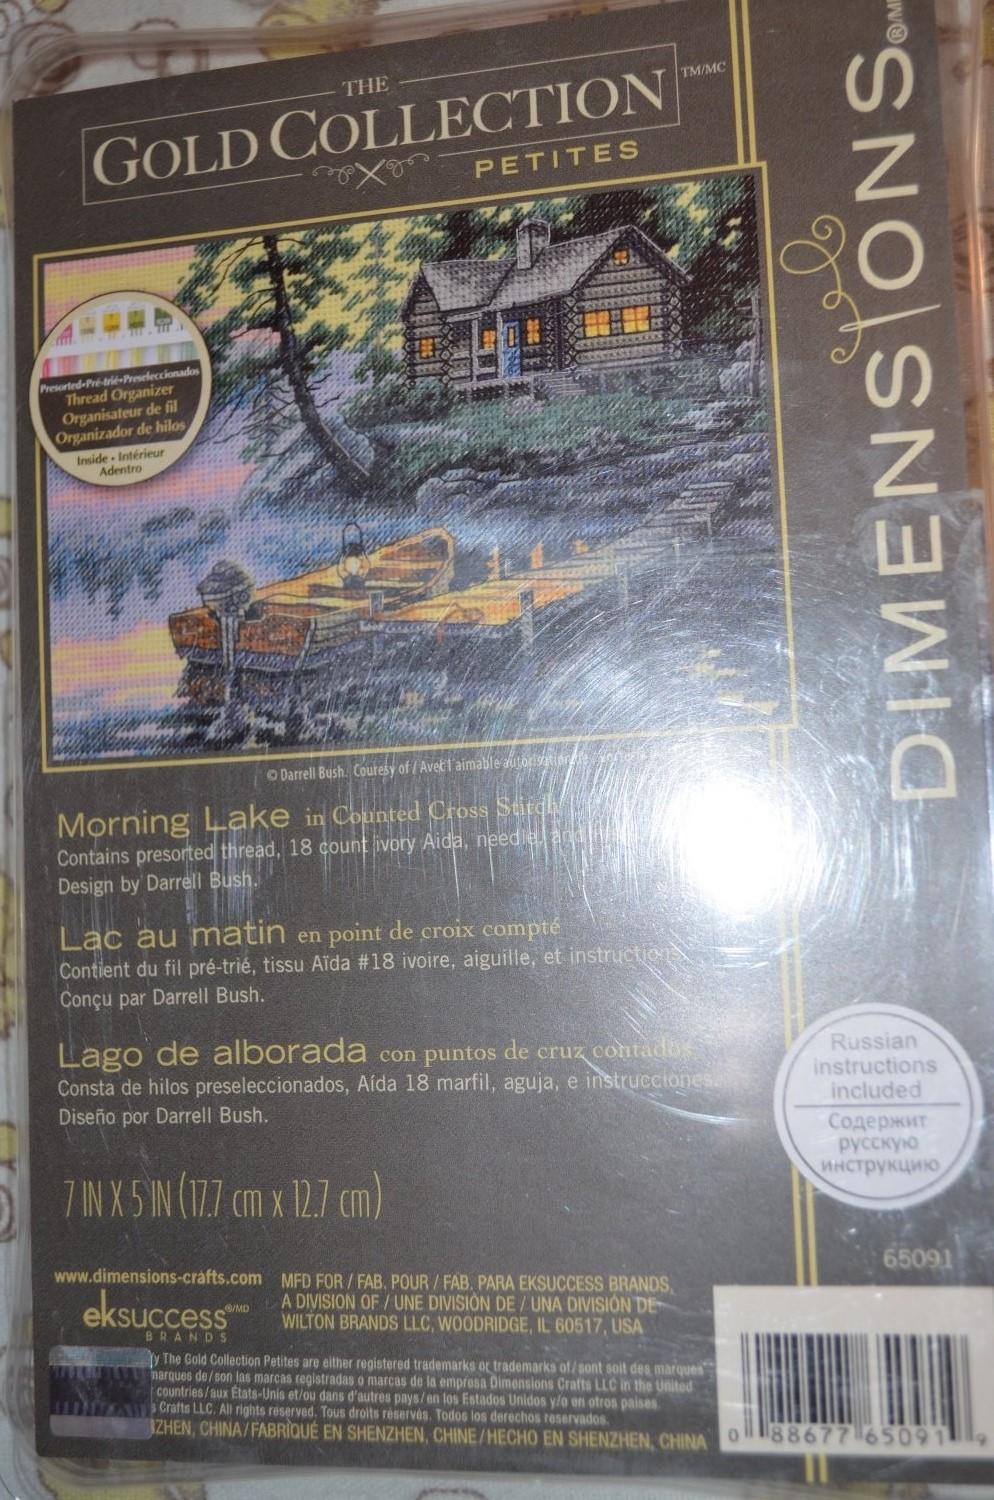 THE
GOLD COLLECTION TM/MC
PETITES
DIMENSIONS ®/MD
Presorted•Pré-trié•Preseleccionados
Thread Organizer
Organisateur de fil
Organizador de hilos
Inside • Intérieur
Adentro
© Darrell Bush. Couresy of / Avec l'aimable
Morning Lake in Counted Cross Stitch
Contains presorted thread, 18 count ivory Aida, needle, and
Design by Darrell Bush.
Lac au matin en point de croix compté
Contient du fil pré-trié, tissu Aïda #18 ivoire, aiguille, et instructions
Conçu par Darrell Bush.
Lago de alborada con puntos de cruz contados
Consta de hilos preseleccionados, Aída 18 marfil, aguja, e instrucciones.
Diseño por Darrell Bush.
7 IN X 5 IN (17.7 cm x 12.7 cm)
Russian
instructions
included
Содержит
русскую
инструкцию
65091
www.dimensions-crafts.com
eksuccess®/MD
BRANDS
MFD FOR / FAB. POUR / FAB. PARA EKSUCCESS BRANDS,
A DIVISION OF / UNE DIVISIÓN DE / UNA DIVISIÓN DE
WILTON BRANDS LLC, WOODRIDGE, IL 60517, USA
y The Gold Collection Petites are either registered trademarks or trademarks of / sont soit des marques
marques de / son las marcas registradas o marcas de la empresa Dimensions Crafts LLC in the United
countries / aux États-Unis et/ou dans d'autres pays / en los Estados Unidos y/o en otros países.
s Crafts LLC. All rights reserved. Tous droits réservés. Todos los derechos reservados.
ZHEN, CHINA / FABRIQUÉ EN SHENZHEN, CHINE / HECHO EN SHENZHEN, CHINA
0 88677 65091 9